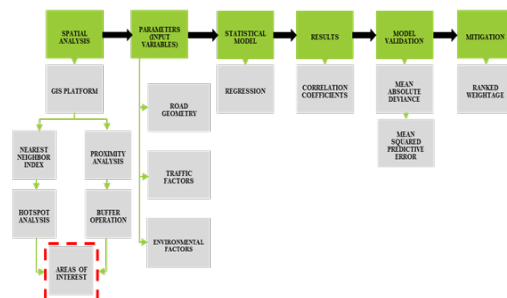 SPATIAL
ANALYSIS
PARAMETERS
(INPUT
VARIABLES)
STATISTICAL
MODEL
RESULTS
MODEL
VALIDATION
MITIGATION
GIS PLATFORM
REGRESSION
CORRELATION
COEFFICIENTS
MEAN
ABSOLUTE
DEVIANCE
RANKED
WEIGHTAGE
ROAD
GEOMETRY
MEAN
SQUARED
PREDICTIVE
ERROR
NEAREST
NEIGHBOR
INDEX
PROXIMITY
ANALYSIS
TRAFFIC
FACTORS
HOTSPOT
ANALYSIS
BUFFER
OPERATION
ENVIRONMENTAL
FACTORS
AREAS OF
INTEREST